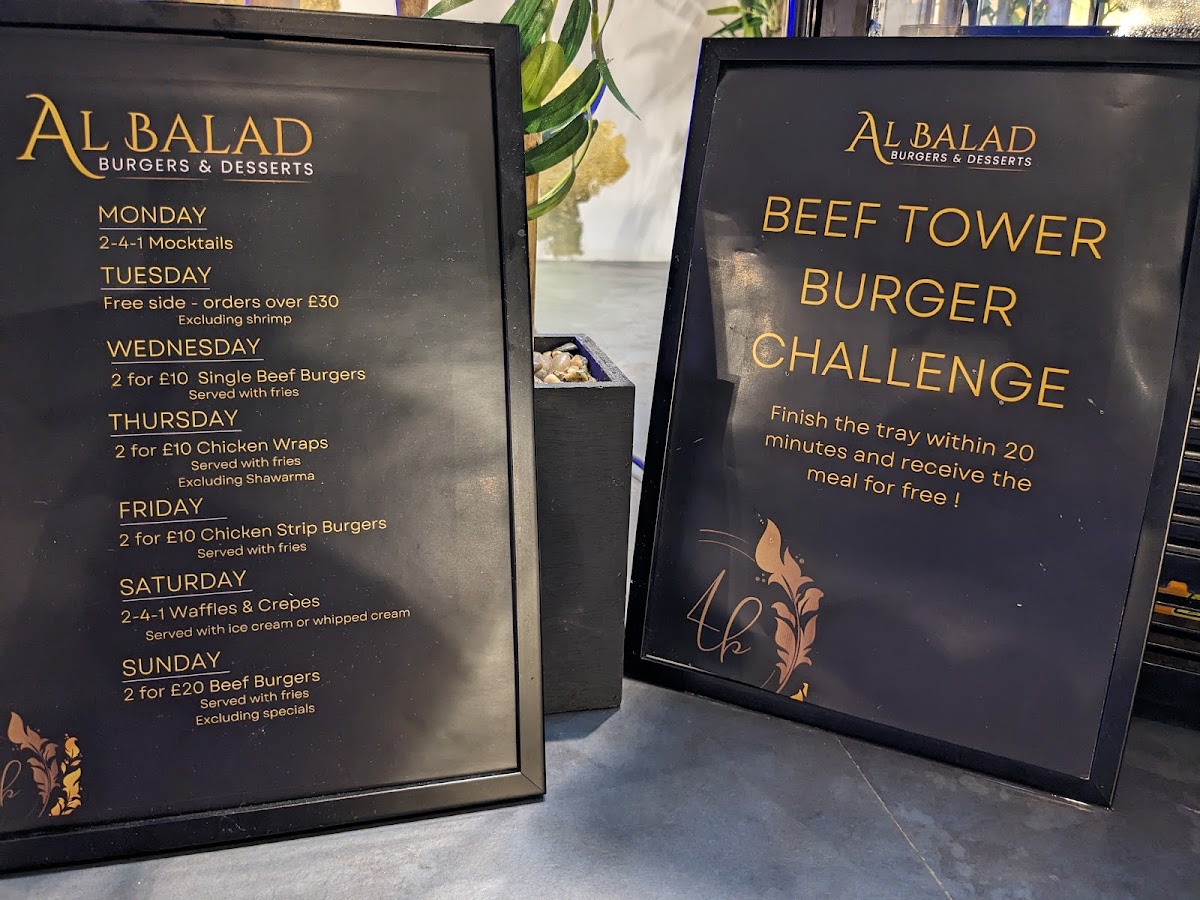 AL BALAD
BURGERS & DESSERTS
MONDAY
2-4-1 Mocktails
TUESDAY
Free side - orders over £30
Excluding shrimp
WEDNESDAY
2 for £10 Single Beef Burgers
Served with fries
THURSDAY
2 for £10 Chicken Wraps
Served with fries
Excluding Shawarma
FRIDAY
2 for £10 Chicken Strip Burgers
Served with fries
SATURDAY
2-4-1 Waffles & Crepes
Served with ice cream or whipped cream
SUNDAY
2 for £20 Beef Burgers
Served with fries
Excluding specials
AL BALAD
BURGERS & DESSERTS
BEEF TOWER
BURGER
CHALLENGE
Finish the tray within 20
minutes and receive the
meal for free !